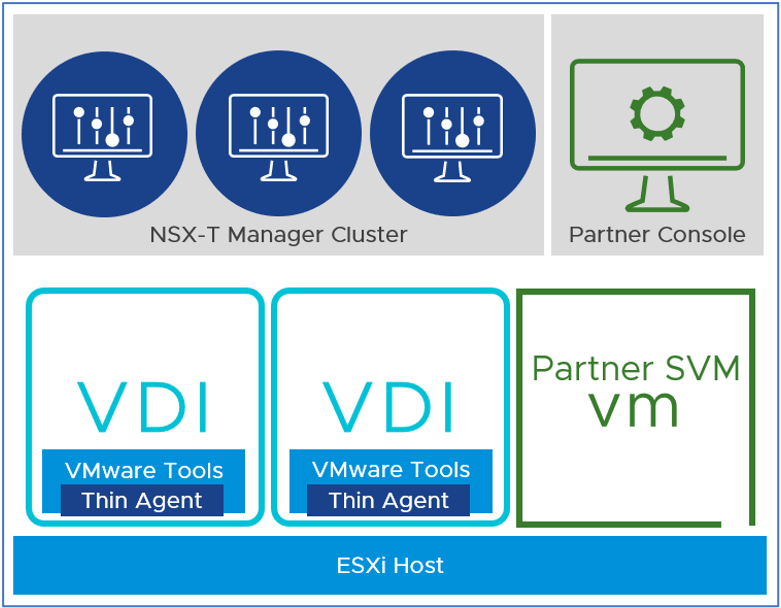 NSX-T Manager Cluster
Partner Console
VDI
VMware Tools
Thin Agent
VDI
VMware Tools
Thin Agent
Partner SVM
vm
ESXi Host